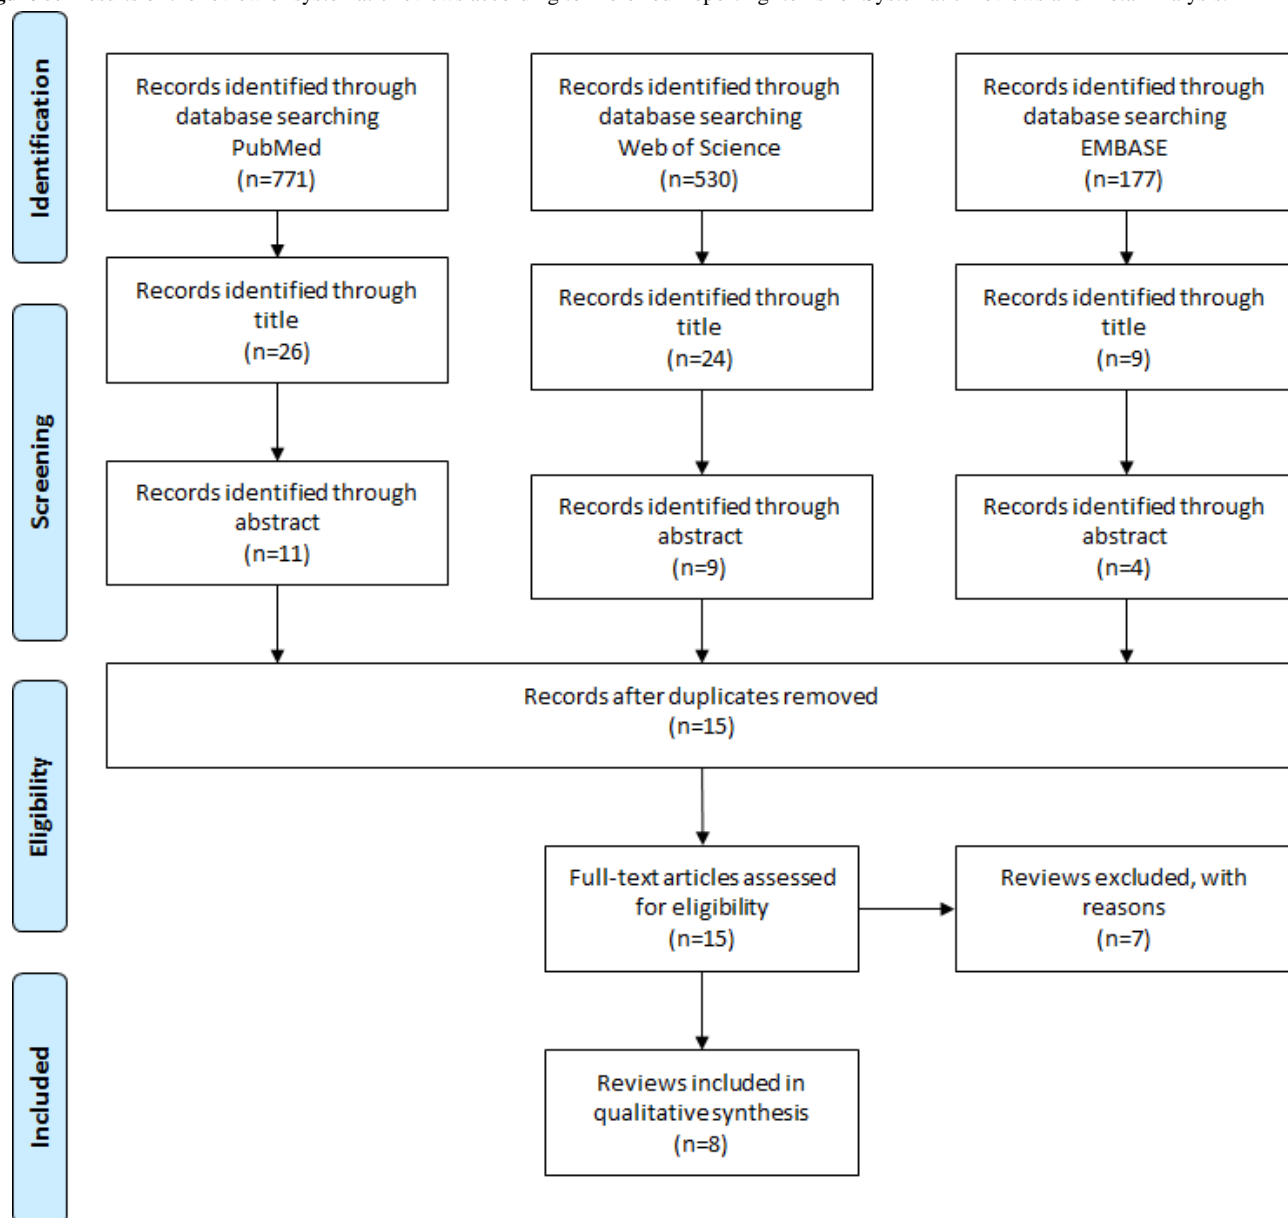 Identification
Records identified through
database searching
PubMed
(n=771)
Records identified through
database searching
Web of Science
(n=530)
Records identified through
database searching
EMBASE
(n=177)
Screening
Records identified through
title
(n=26)
Records identified through
title
(n=24)
Records identified through
title
(n=9)
Records identified through
abstract
(n=11)
Records identified through
abstract
(n=9)
Records identified through
abstract
(n=4)
Eligibility
Records after duplicates removed
(n=15)
Full-text articles assessed
for eligibility
(n=15)
Reviews excluded, with
reasons
(n=7)
Included
Reviews included in
qualitative synthesis
(n=8)